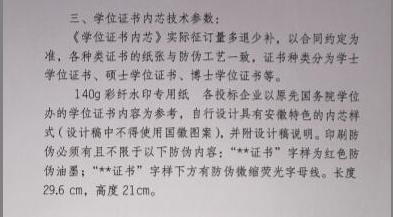 三、学位证书内芯技术参数：
《学位证书内芯》实际征订量多退少补，以合同约定为
准，各种类证书的纸张与防伪工艺一致，证书种类分为学士
学位证书、硕士学位证书、博士学位证书等。
140g 彩纤水印专用纸 各投标企业以原先国务院学位
办的学位证书内容为参考，自行设计具有安徽特色的内芯样
式（设计稿中不得使用国徽图案），并附设计稿说明。印刷防
伪必须有且不限于以下防伪内容：“**证书”字样为红色防
伪油墨；“**证书”字样下方有防伪微缩荧光字母线。长度
29.6 cm，高度 21cm。